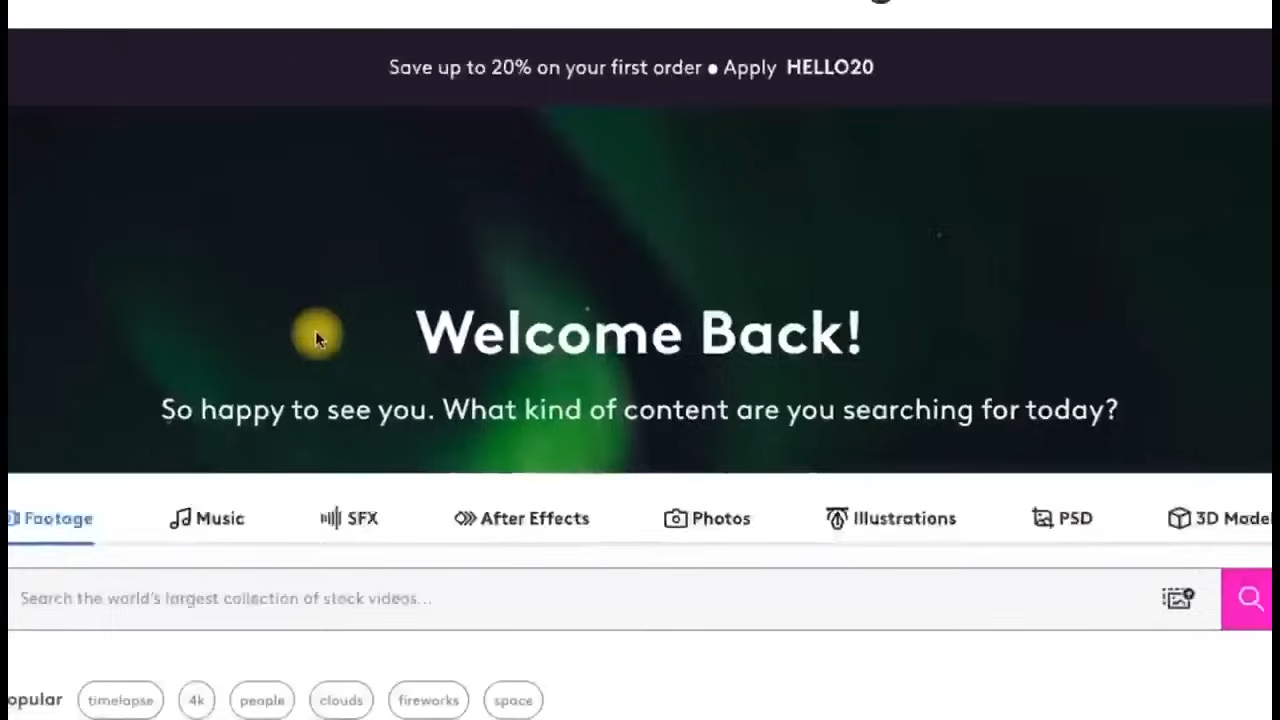 Save up to 20% on your first order • Apply HELLO20
Welcome Back!
So happy to see you. What kind of content are you searching for today?
Footage Music SFX After Effects Photos Illustrations PSD 3D Model
Search the world's largest collection of stock videos...
opular timelapse 4k people clouds fireworks space